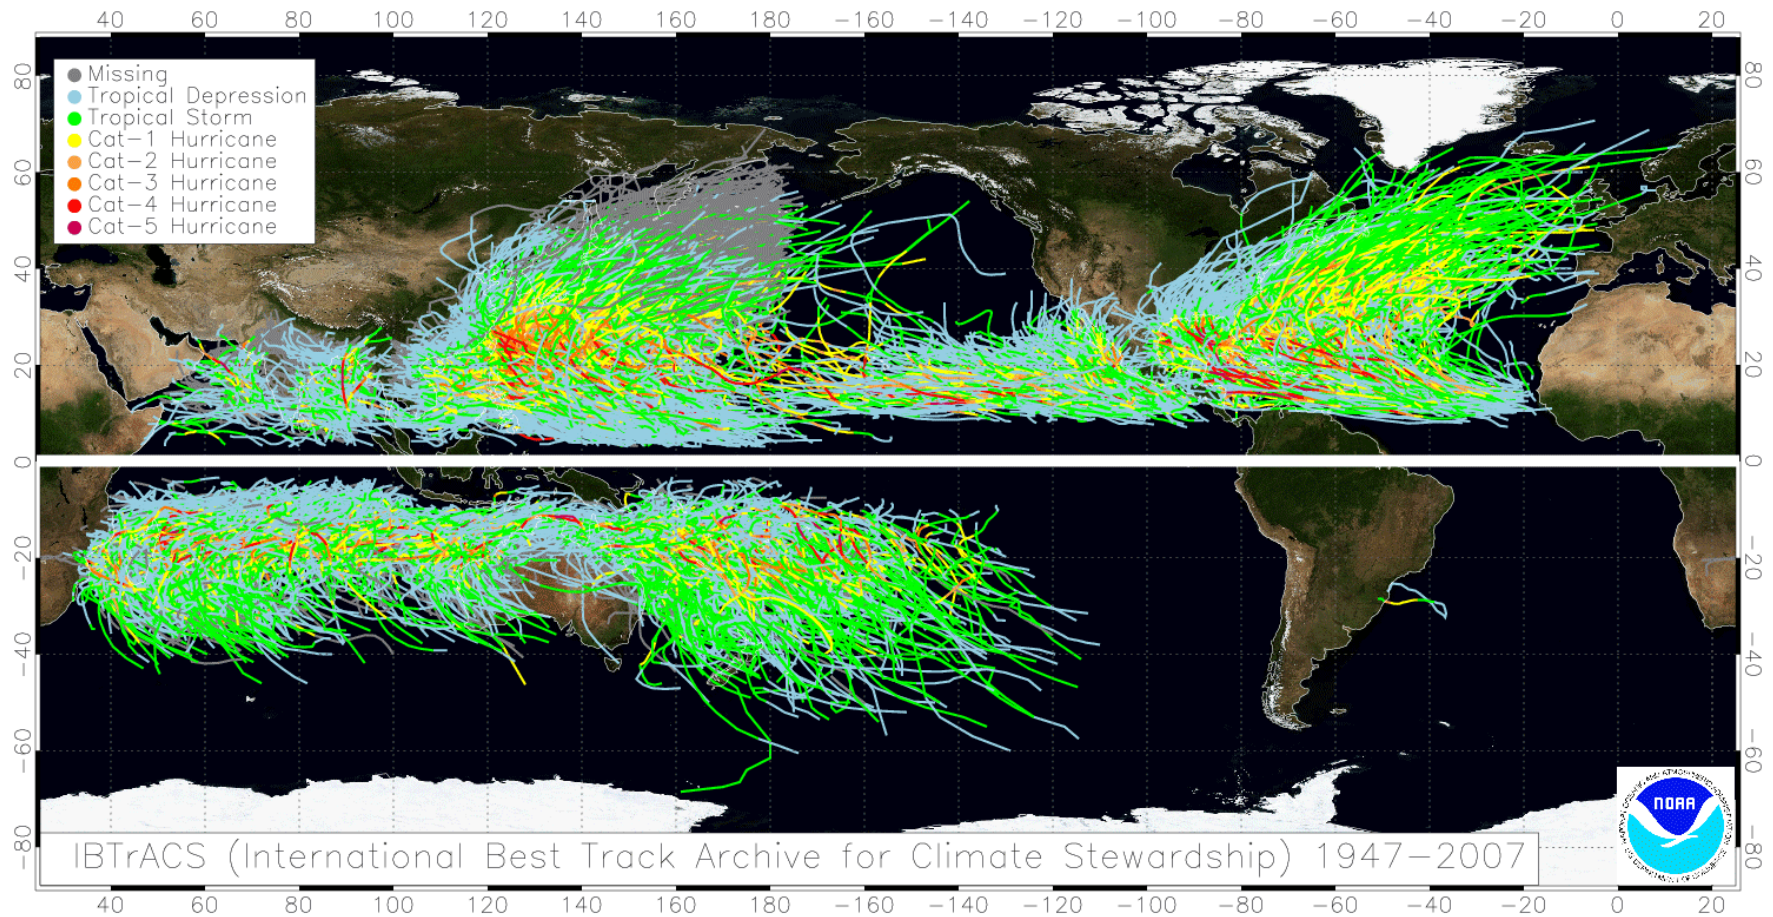 40 60 80 100 120 140 160 180 −160 −140 −120 −100 −80 −60 −40 −20 0 20
Missing
Tropical Depression
Tropical Storm
Cat−1 Hurricane
Cat−2 Hurricane
Cat−3 Hurricane
Cat−4 Hurricane
Cat−5 Hurricane
80 80
60 60
40 40
20 20
0 0
−20 −20
−40 −40
−60 −60
−80 −80
NOAA
IBTrACS (International Best Track Archive for Climate Stewardship) 1947−2007
40 60 80 100 120 140 160 180 −160 −140 −120 −100 −80 −60 −40 −20 0 20